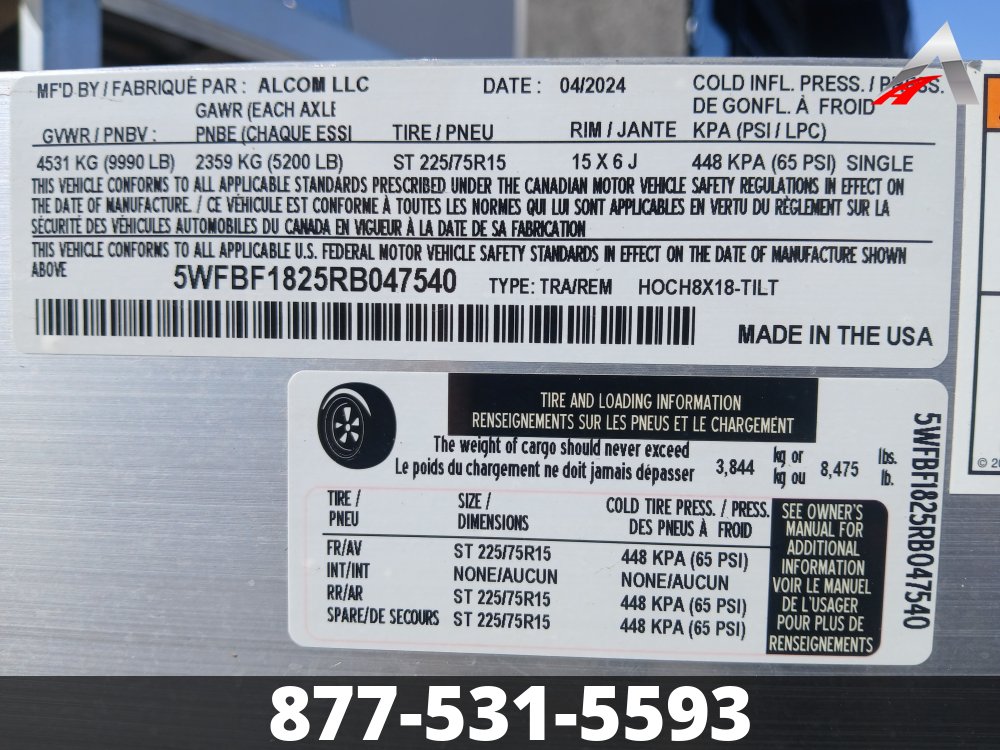 MF'D BY / FABRIQUÉ PAR : ALCOM LLC
DATE : 04/2024
COLD INFL. PRESS. / PRESS.
DE GONFL. À FROID
GAWR (EACH AXLE
GVWR / PNBV :
PNBE (CHAQUE ESSI
TIRE / PNEU
RIM / JANTE
KPA (PSI / LPC)
4531 KG (9990 LB) 2359 KG (5200 LB) ST 225/75R15 15 X 6 J 448 KPA (65 PSI) SINGLE
THIS VEHICLE CONFORMS TO ALL APPLICABLE STANDARDS PRESCRIBED UNDER THE CANADIAN MOTOR VEHICLE SAFETY REGULATIONS IN EFFECT ON
THE DATE OF MANUFACTURE. / CE VÉHICULE EST CONFORME À TOUTES LES NORMES QUI LUI SONT APPLICABLES EN VERTU DU RÈGLEMENT SUR LA
SÉCURITÉ DES VÉHICULES AUTOMOBILES DU CANADA EN VIGUEUR À LA DATE DE SA FABRICATION
THIS VEHICLE CONFORMS TO ALL APPLICABLE U.S. FEDERAL MOTOR VEHICLE SAFETY STANDARDS IN EFFECT ON THE DATE OF MANUFACTURE SHOWN
ABOVE
5WFBF1825RB047540 TYPE: TRA/REM HOCH8X18-TILT
MADE IN THE USA
TIRE AND LOADING INFORMATION
RENSEIGNEMENTS SUR LES PNEUS ET LE CHARGEMENT
The weight of cargo should never exceed
Le poids du chargement ne doit jamais dépasser
3,844
kg or
kg ou
8,475
lbs.
lb.
TIRE /
PNEU
SIZE /
DIMENSIONS
COLD TIRE PRESS. / PRESS.
DES PNEUS À FROID
FR/AV ST 225/75R15 448 KPA (65 PSI)
INT/INT NONE/AUCUN NONE/AUCUN
RR/AR ST 225/75R15 448 KPA (65 PSI)
SPARE/DE SECOURS ST 225/75R15 448 KPA (65 PSI)
SEE OWNER'S
MANUAL FOR
ADDITIONAL
INFORMATION
VOIR LE MANUEL
DE L'USAGER
POUR PLUS DE
RENSEIGNEMENTS
5WFBF1825RB047540
877-531-5593